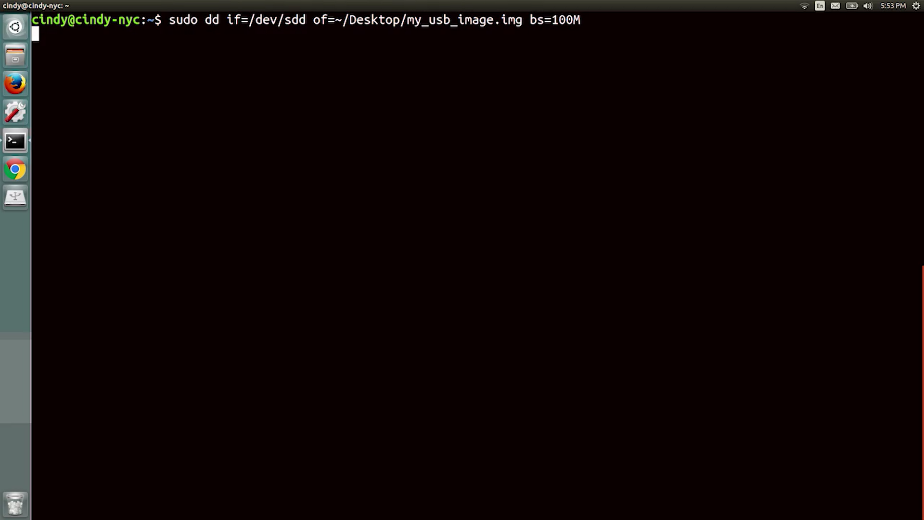 cindy@cindy-nyc: ~
En
5:53 PM
cindy@cindy-nyc:~$ sudo dd if=/dev/sdd of=~/Desktop/my_usb_image.img bs=100M